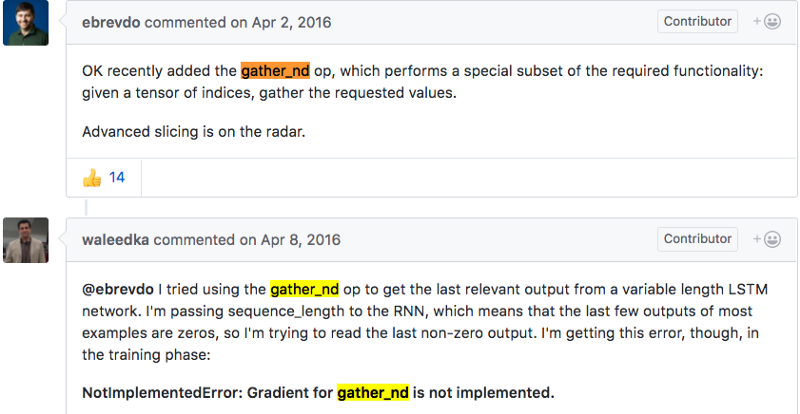 ebrevdo commented on Apr 2, 2016
Contributor
+
OK recently added the gather_nd op, which performs a special subset of the required functionality:
given a tensor of indices, gather the requested values.
Advanced slicing is on the radar.
14
waleedka commented on Apr 8, 2016
Contributor
+
@ebrevdo I tried using the gather_nd op to get the last relevant output from a variable length LSTM
network. I'm passing sequence_length to the RNN, which means that the last few outputs of most
examples are zeros, so I'm trying to read the last non-zero output. I'm getting this error, though, in
the training phase:
NotImplementedError: Gradient for gather_nd is not implemented.